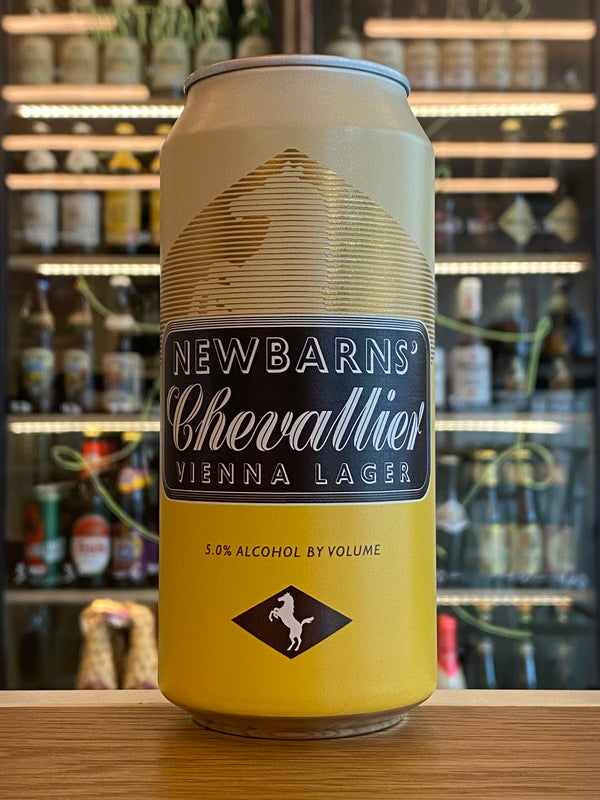 NEWBARNS'
Chevallier
VIENNA LAGER
5.0% ALCOHOL BY VOLUME